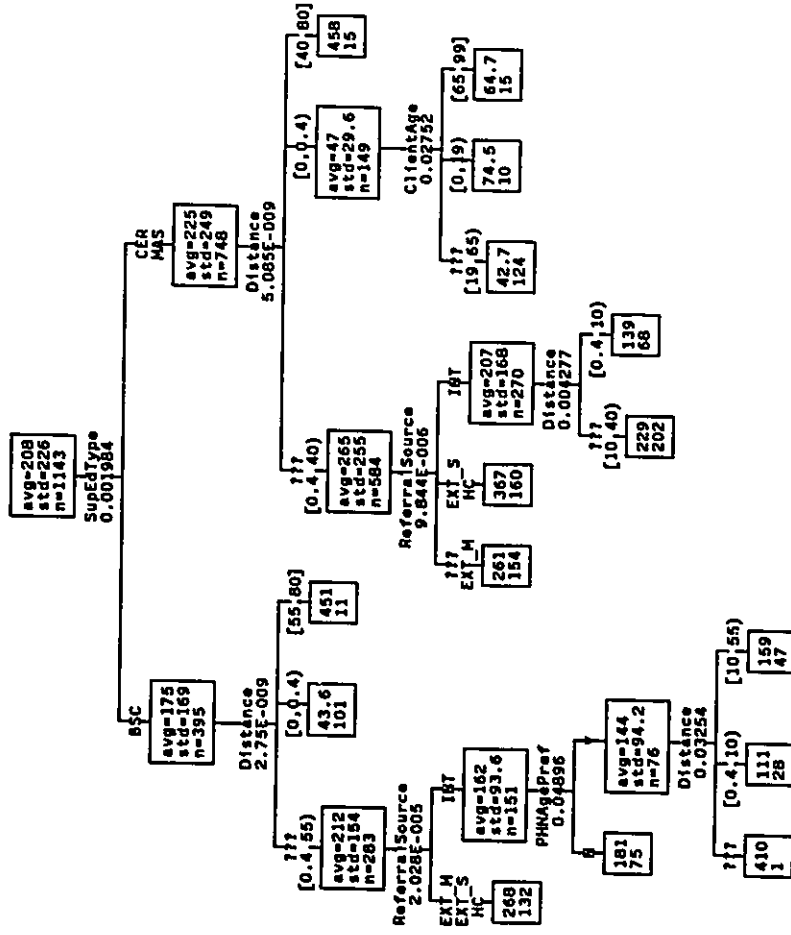 avg=208
std=226
n=1143
SupEdType
0.001984
BSC
avg=175
std=169
n=395
Distance
2.75E-009
???
[0.4,55)
avg=212
std=154
n=283
ReferralSource
2.028E-005
EXT_M
EXT_S
HC
268
132
INT
avg=162
std=93.6
n=151
PHNAgePref
0.04896
181
75
avg=144
std=94.2
n=76
Distance
0.03254
???
410
1
[0.4,10)
111
28
[10,55)
159
47
[0,0.4)
43.6
101
[55,80]
451
11
CER
MAS
avg=225
std=249
n=748
Distance
5.085E-009
???
[0.4,40)
avg=265
std=255
n=584
ReferralSource
9.844E-006
???
EXT_M
261
154
EXT_S
HC
367
160
INT
avg=207
std=168
n=270
Distance
0.004277
???
[10,40)
229
202
[0.4,10)
139
68
[0,0.4)
avg=47
std=29.6
n=149
ClientAge
0.02752
???
[19,65)
42.7
124
[0,19)
74.5
10
[65,99]
64.7
15
[40,80]
458
15